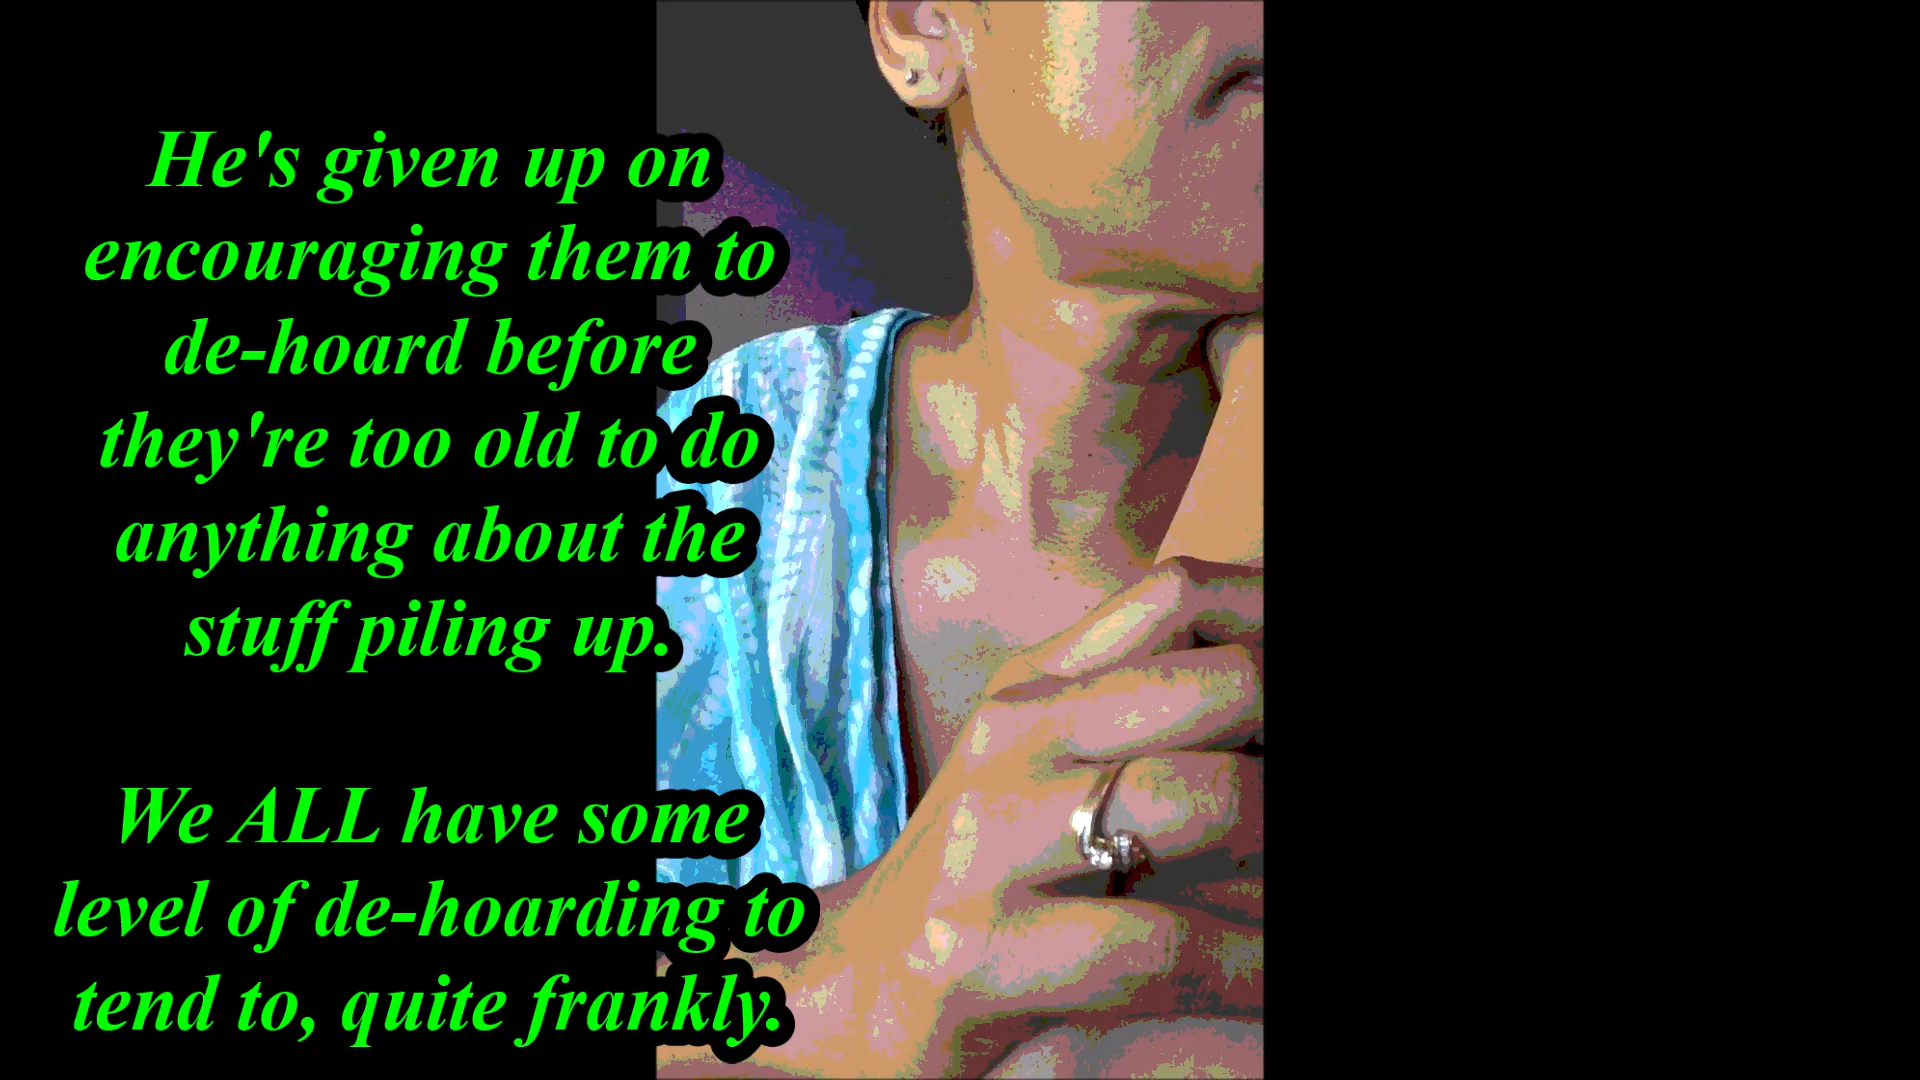 He's given up on
encouraging them to
de-hoard before
they're too old to do
anything about the
stuff piling up.
We ALL have some
level of de-hoarding to
tend to, quite frankly.